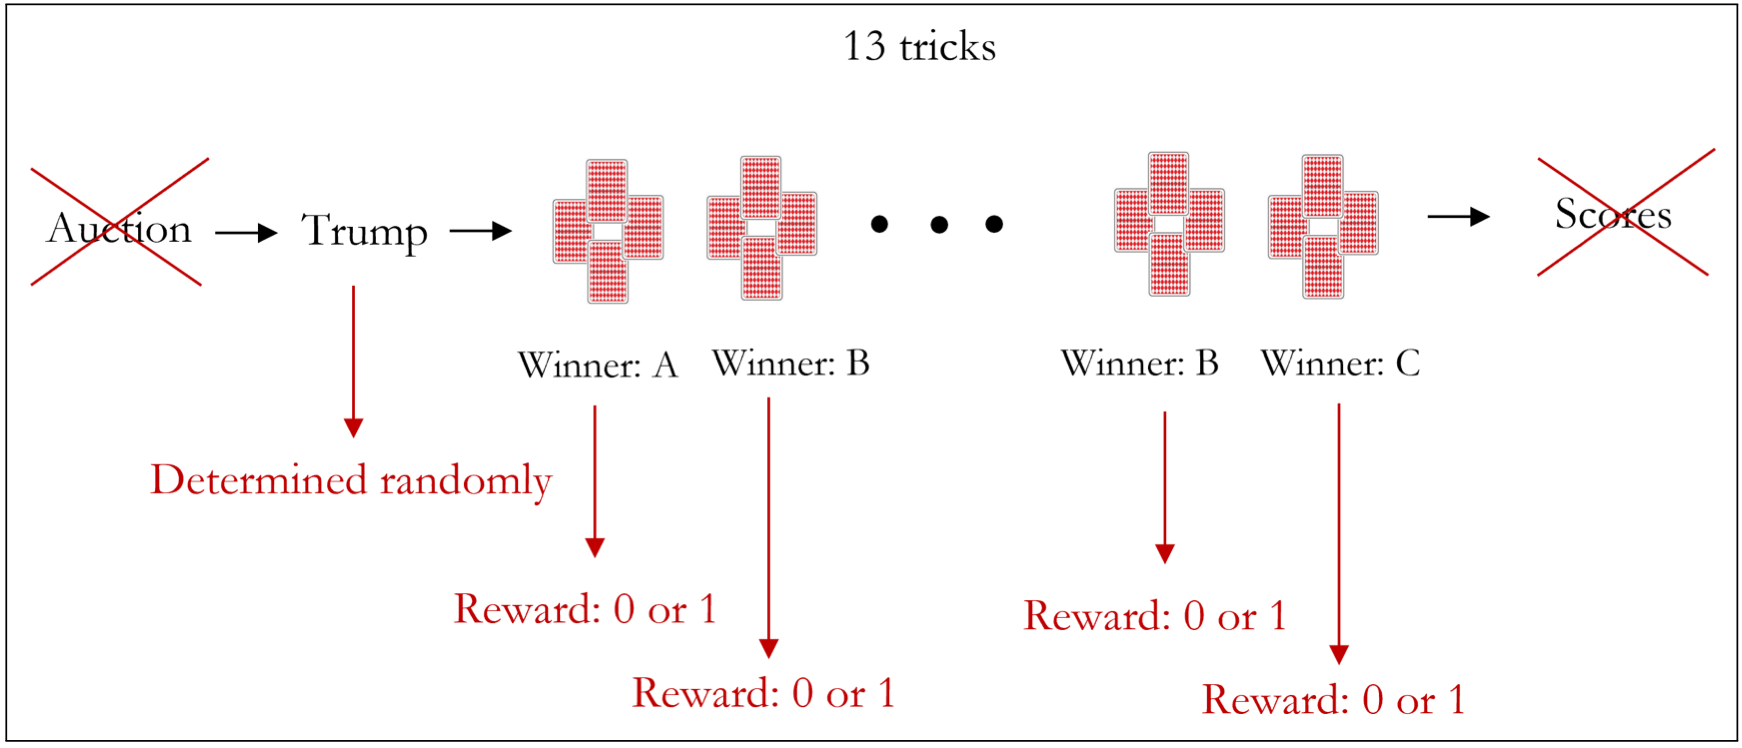 13 tricks
Auction
Trump
Scores
Winner: A
Winner: B
Winner: B
Winner: C
Determined randomly
Reward: 0 or 1
Reward: 0 or 1
Reward: 0 or 1
Reward: 0 or 1